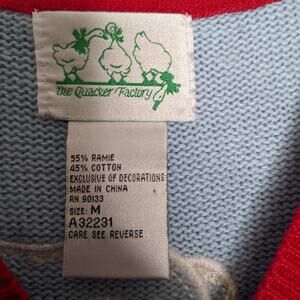 the Quacker Factory
55% RAMIE
45% COTTON
EXCLUSIVE OF DECORATIONS
MADE IN CHINA
RN 90133
SIZE: M
A32231
CARE SEE REVERSE